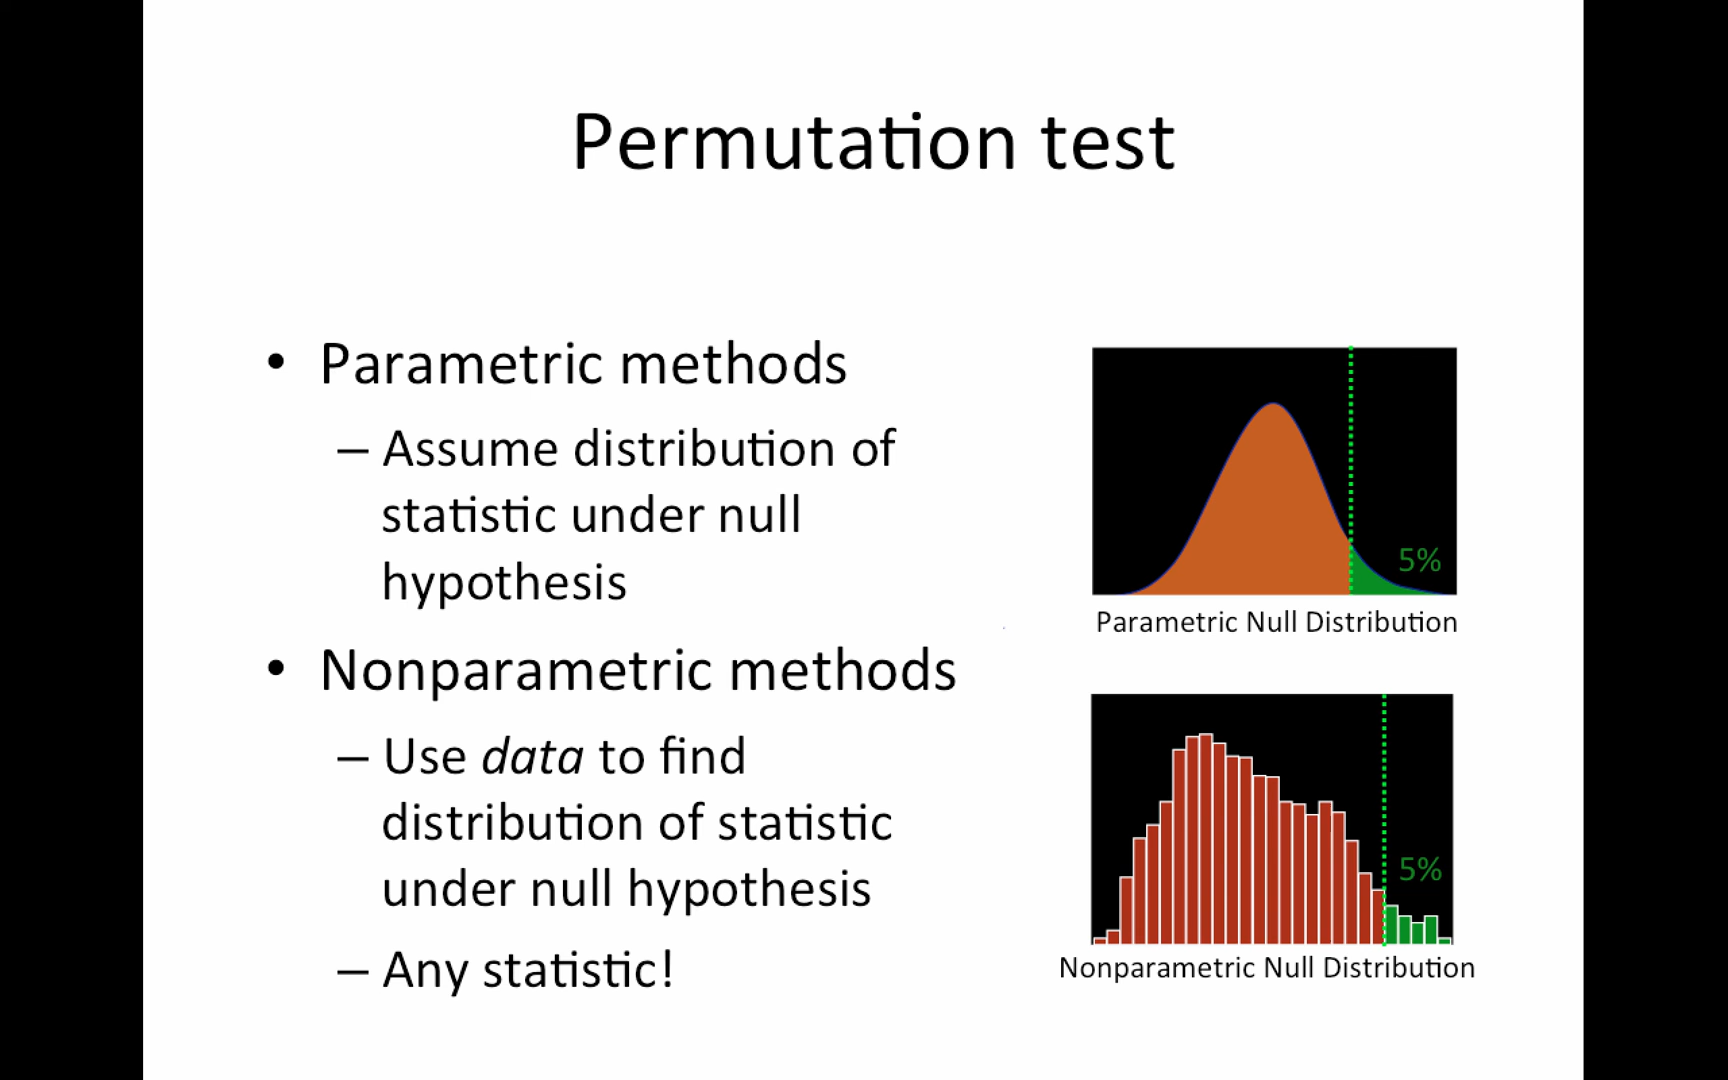 Permutation test
• Parametric methods
– Assume distribution of
statistic under null
hypothesis
• Nonparametric methods
– Use data to find
distribution of statistic
under null hypothesis
– Any statistic!
5%
Parametric Null Distribution
5%
Nonparametric Null Distribution